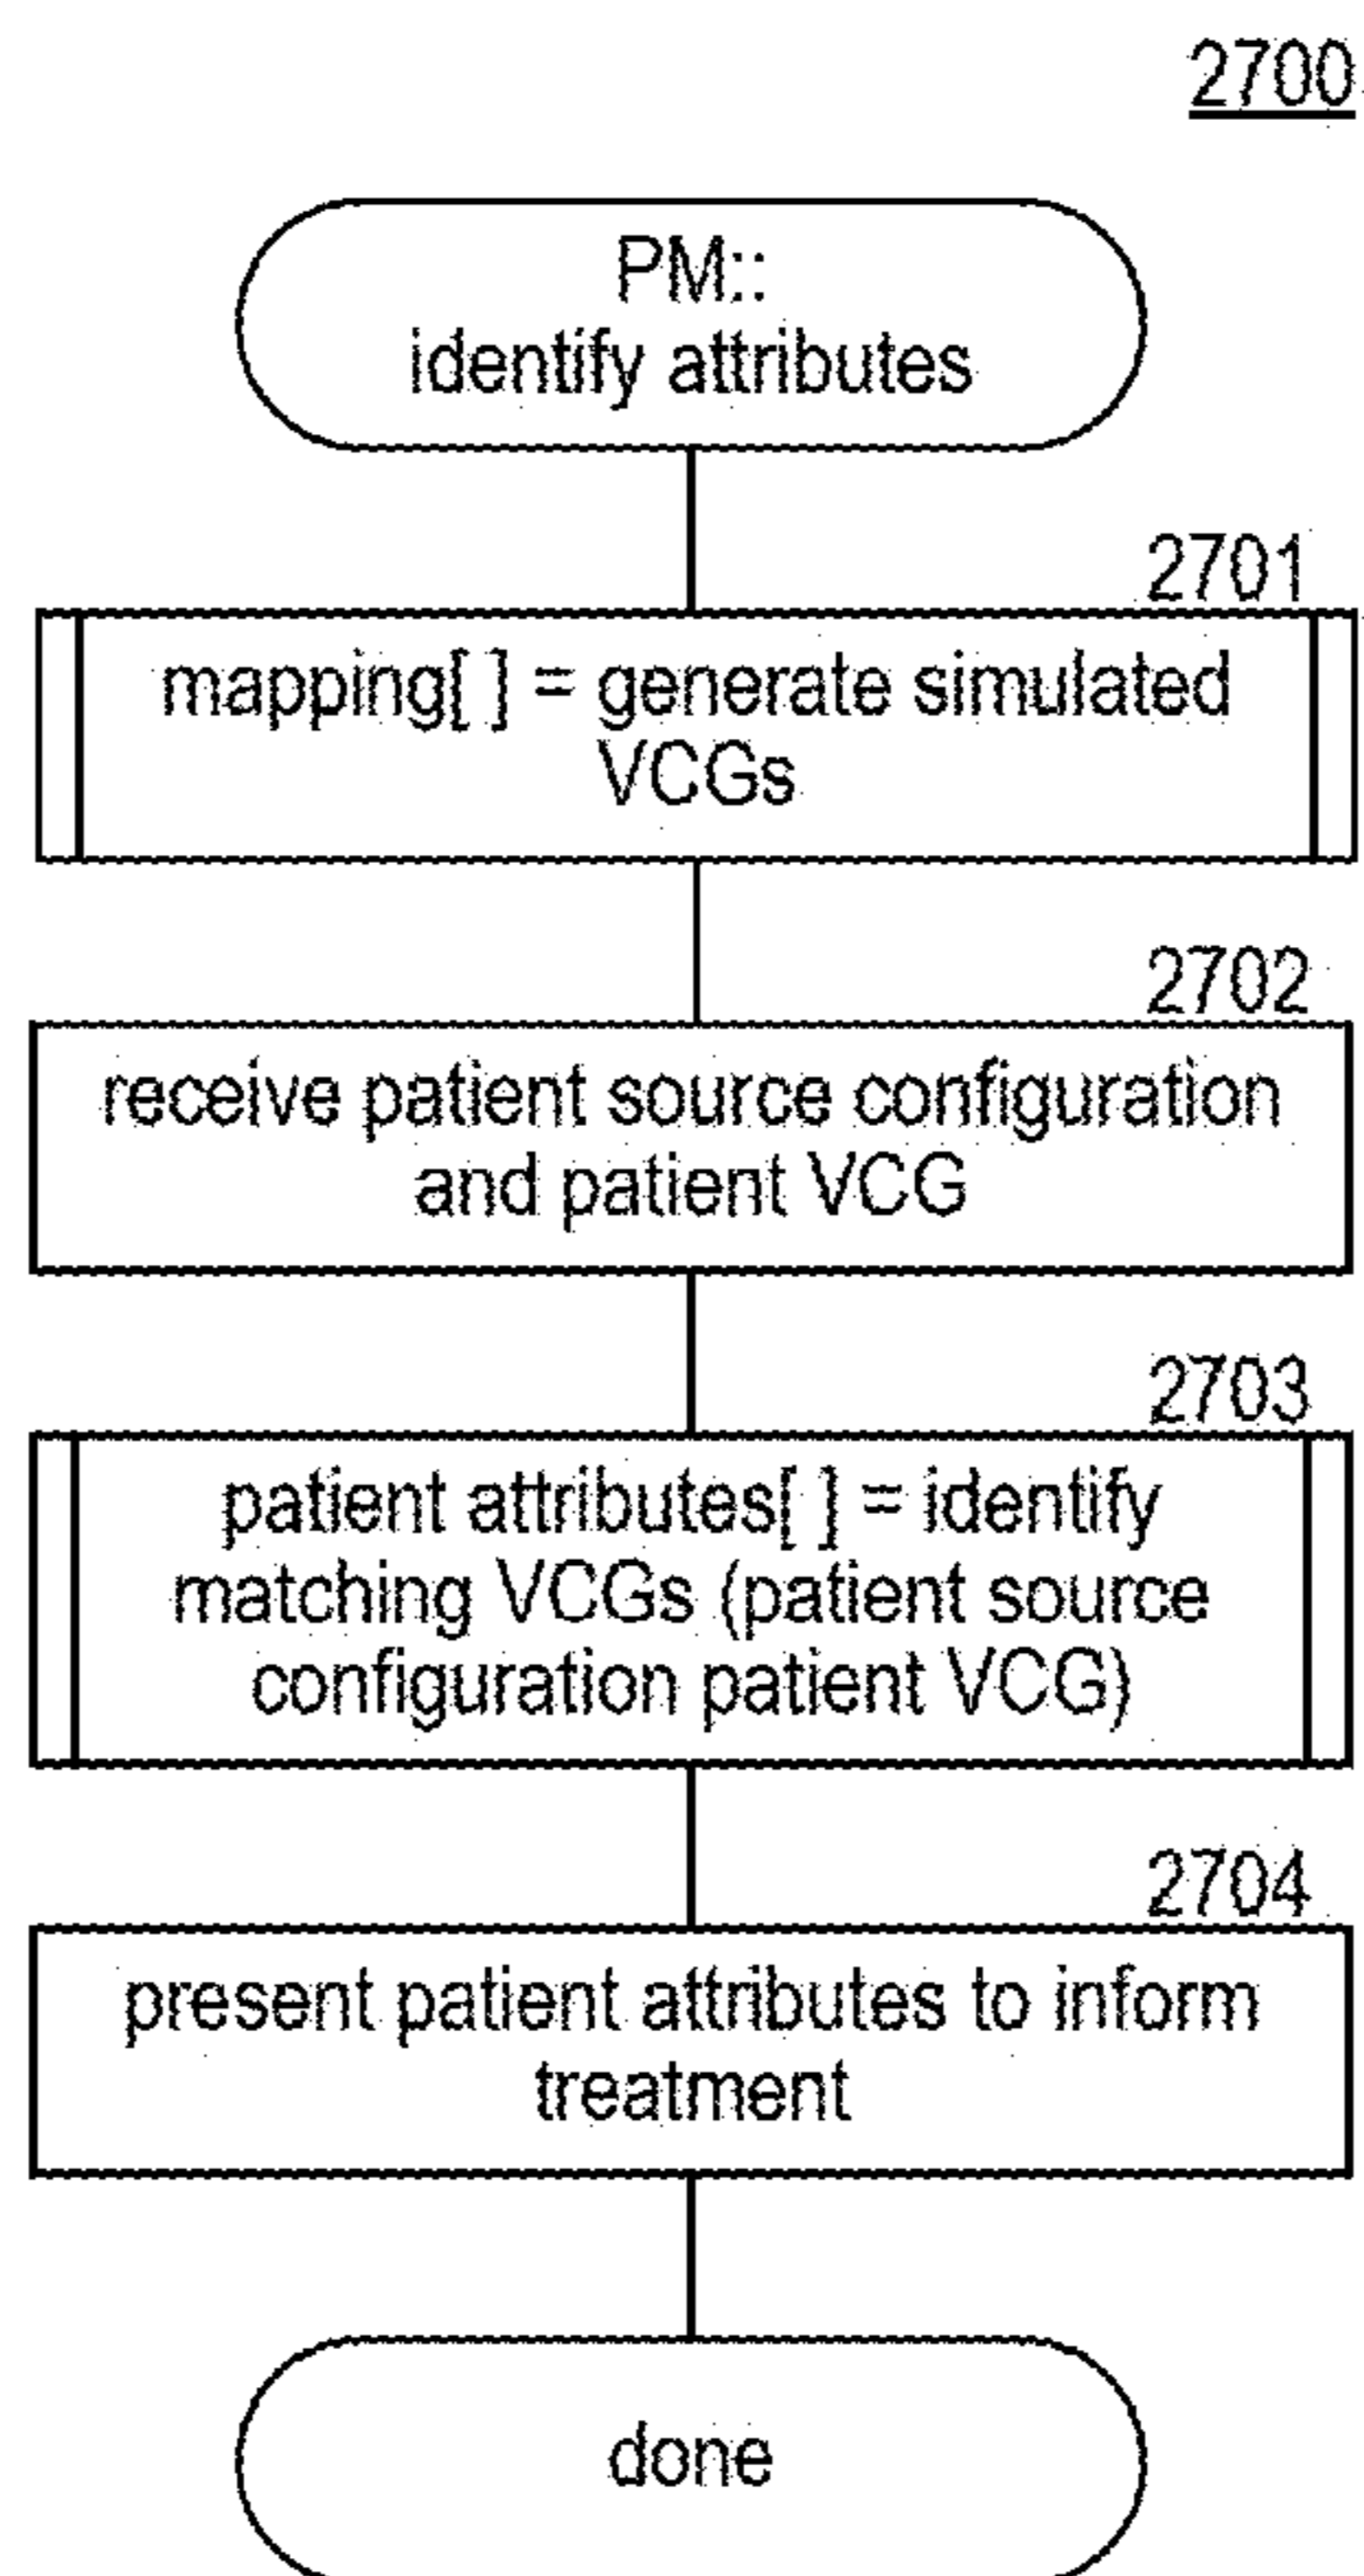 2700
PM::
identify attributes
2701
mapping[ ] = generate simulated
VCGs
2702
receive patient source configuration
and patient VCG
2703
patient attributes[ ] = identify
matching VCGs (patient source
configuration patient VCG)
2704
present patient attributes to inform
treatment
done